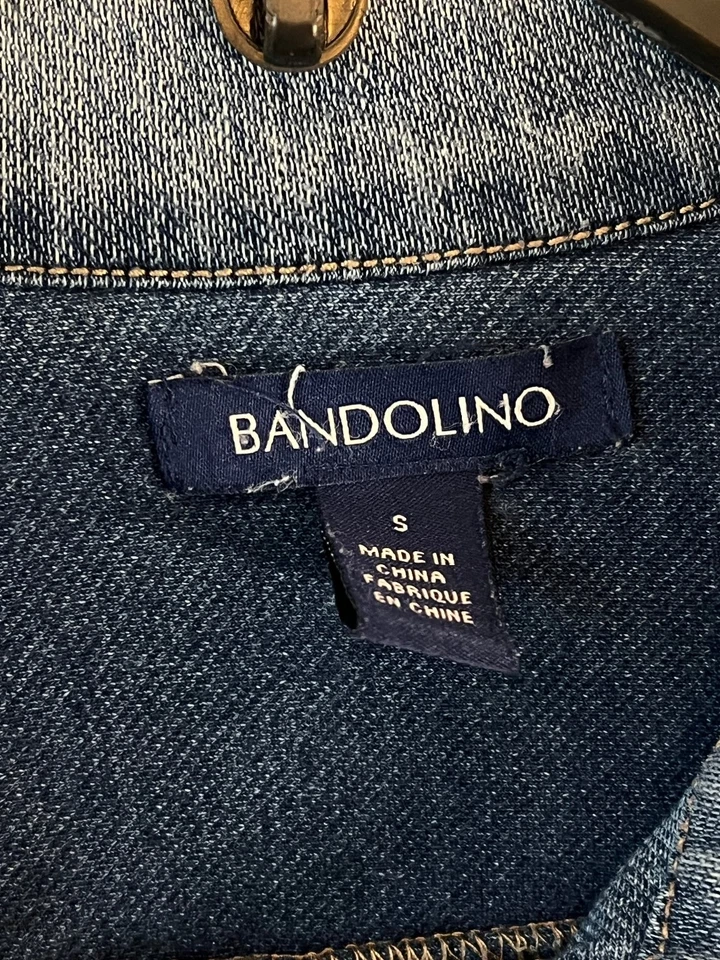 BANDOLINO
S
MADE IN
CHINA
FABRIQUE
EN CHINE